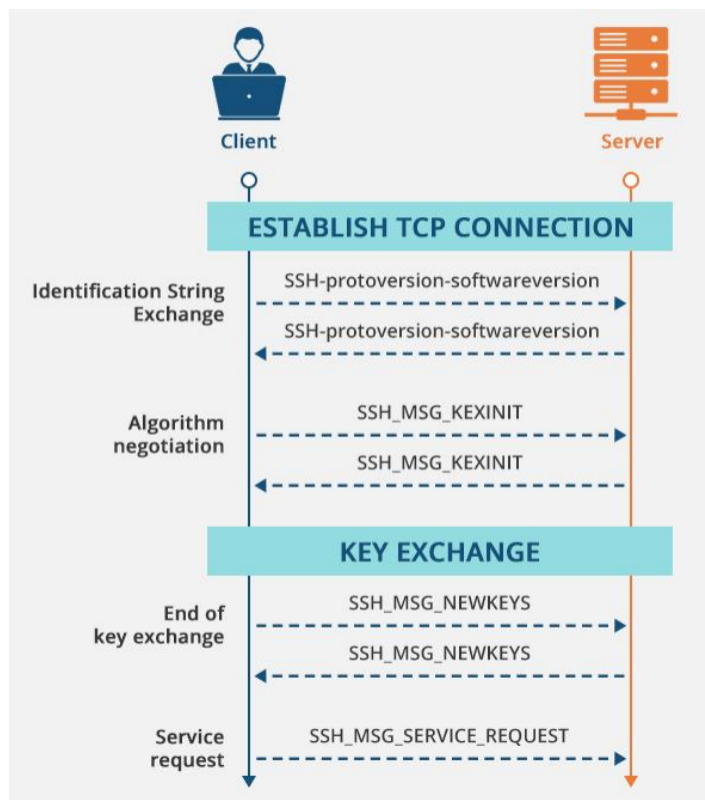 Client
Server
ESTABLISH TCP CONNECTION
Identification String
Exchange
SSH-protoversion-softwareversion
SSH-protoversion-softwareversion
Algorithm
negotiation
SSH_MSG_KEXINIT
SSH_MSG_KEXINIT
KEY EXCHANGE
End of
key exchange
SSH_MSG_NEWKEYS
SSH_MSG_NEWKEYS
Service
request
SSH_MSG_SERVICE_REQUEST